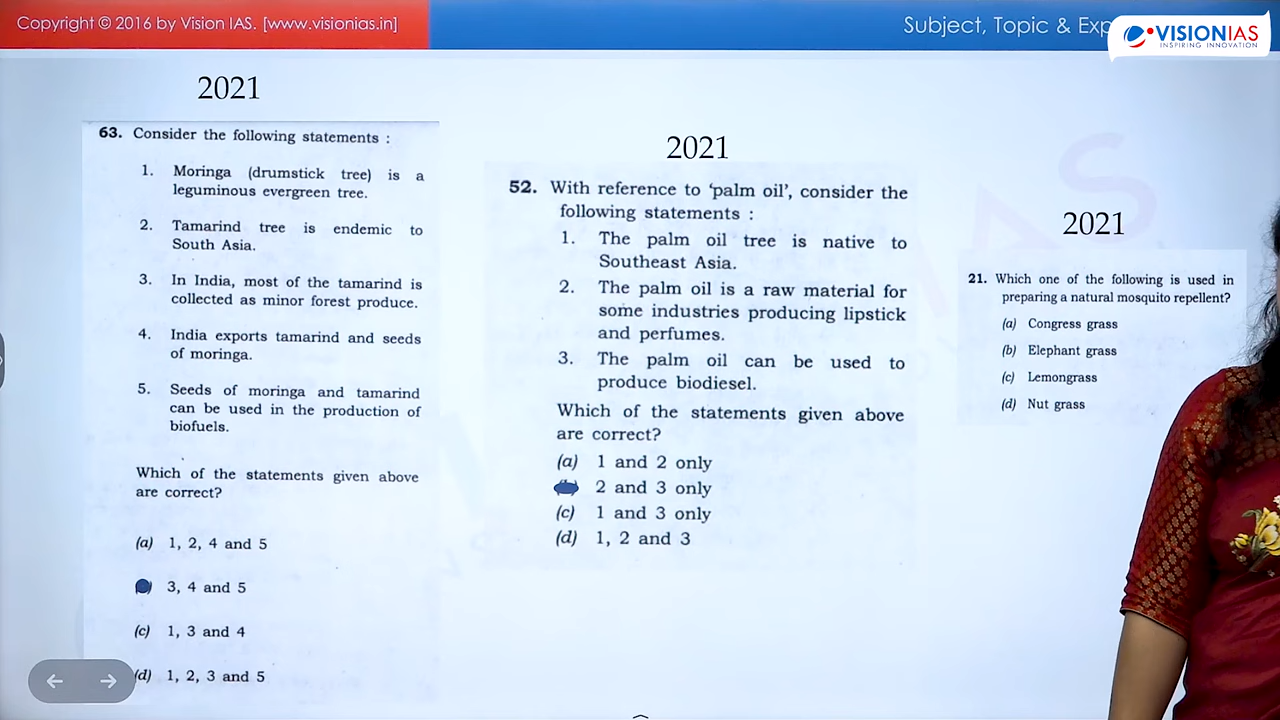 Copyright © 2016 by Vision IAS. [www.visionias.in]
Subject, Topic & Exp
VISIONIAS
INSPIRING INNOVATION
2021
63. Consider the following statements :
1. Moringa (drumstick tree) is a
leguminous evergreen tree.
2. Tamarind tree is endemic to
South Asia.
3. In India, most of the tamarind is
collected as minor forest produce.
4. India exports tamarind and seeds
of moringa.
5. Seeds of moringa and tamarind
can be used in the production of
biofuels.
Which of the statements given above
are correct?
(a) 1, 2, 4 and 5
3, 4 and 5
(c) 1, 3 and 4
(d) 1, 2, 3 and 5
2021
52. With reference to 'palm oil', consider the
following statements :
1. The palm oil tree is native to
Southeast Asia.
2. The palm oil is a raw material for
some industries producing lipstick
and perfumes.
3. The palm oil can be used to
produce biodiesel.
Which of the statements given above
are correct?
(a) 1 and 2 only
2 and 3 only
(c) 1 and 3 only
(d) 1, 2 and 3
2021
21. Which one of the following is used in
preparing a natural mosquito repellent?
(a) Congress grass
(b) Elephant grass
(c) Lemongrass
(d) Nut grass